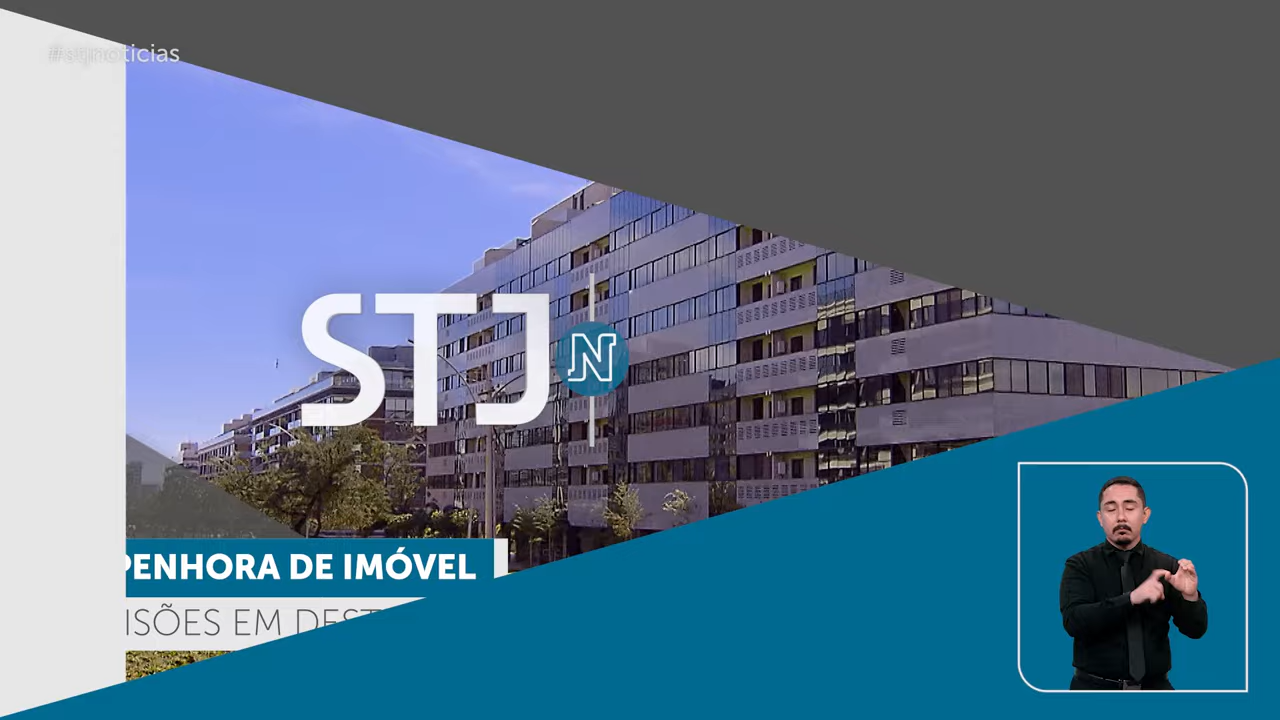 #stjnoticias
STJ
N
PENHORA DE IMÓVEL
ISÕES EM DEST